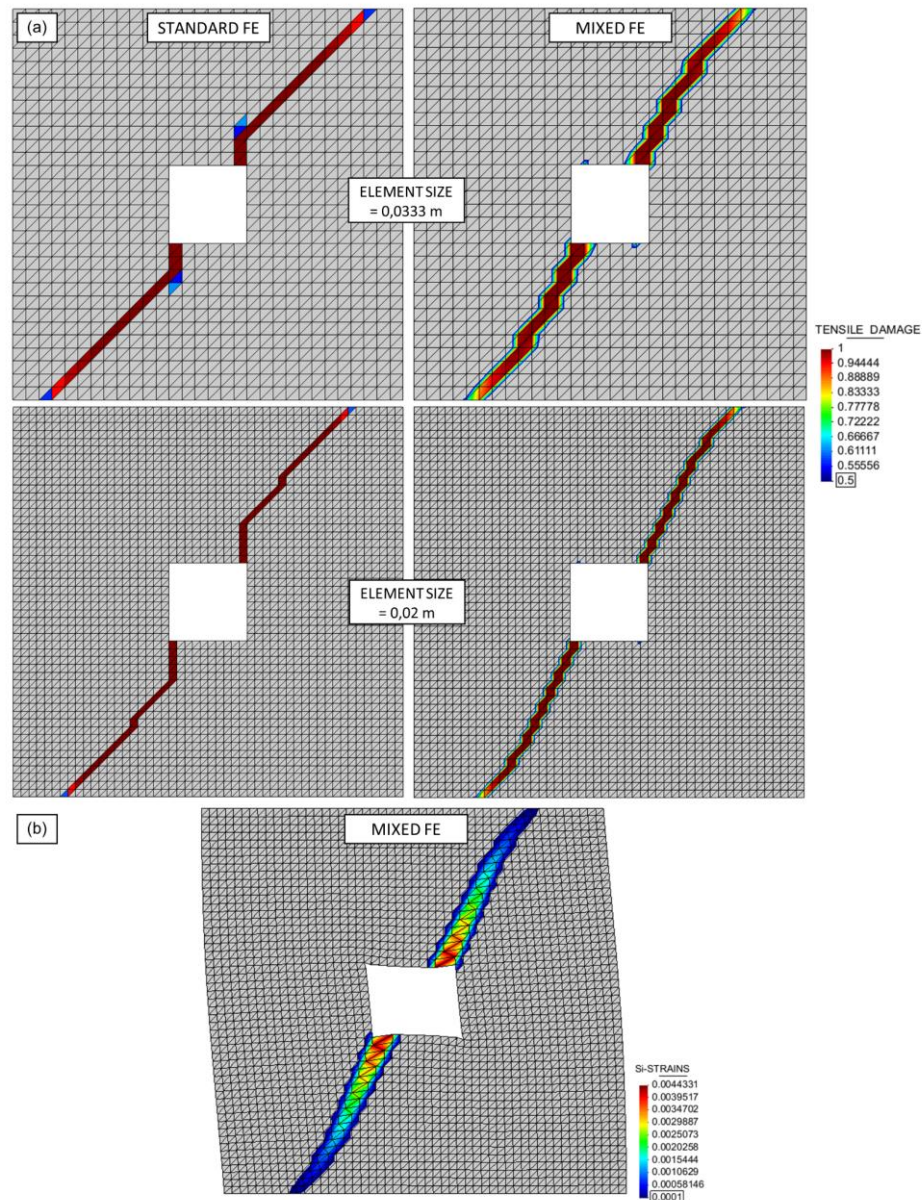 (a)
STANDARD FE
MIXED FE
ELEMENT SIZE
= 0,0333 m
TENSILE DAMAGE
1
0.94444
0.88889
0.83333
0.77778
0.72222
0.66667
0.61111
0.55556
0.5
ELEMENT SIZE
= 0,02 m
(b)
MIXED FE
Si-STRAINS
0.0044331
0.0039517
0.0034702
0.0029887
0.0025073
0.0020258
0.0015444
0.0010629
0.00058146
0.0001